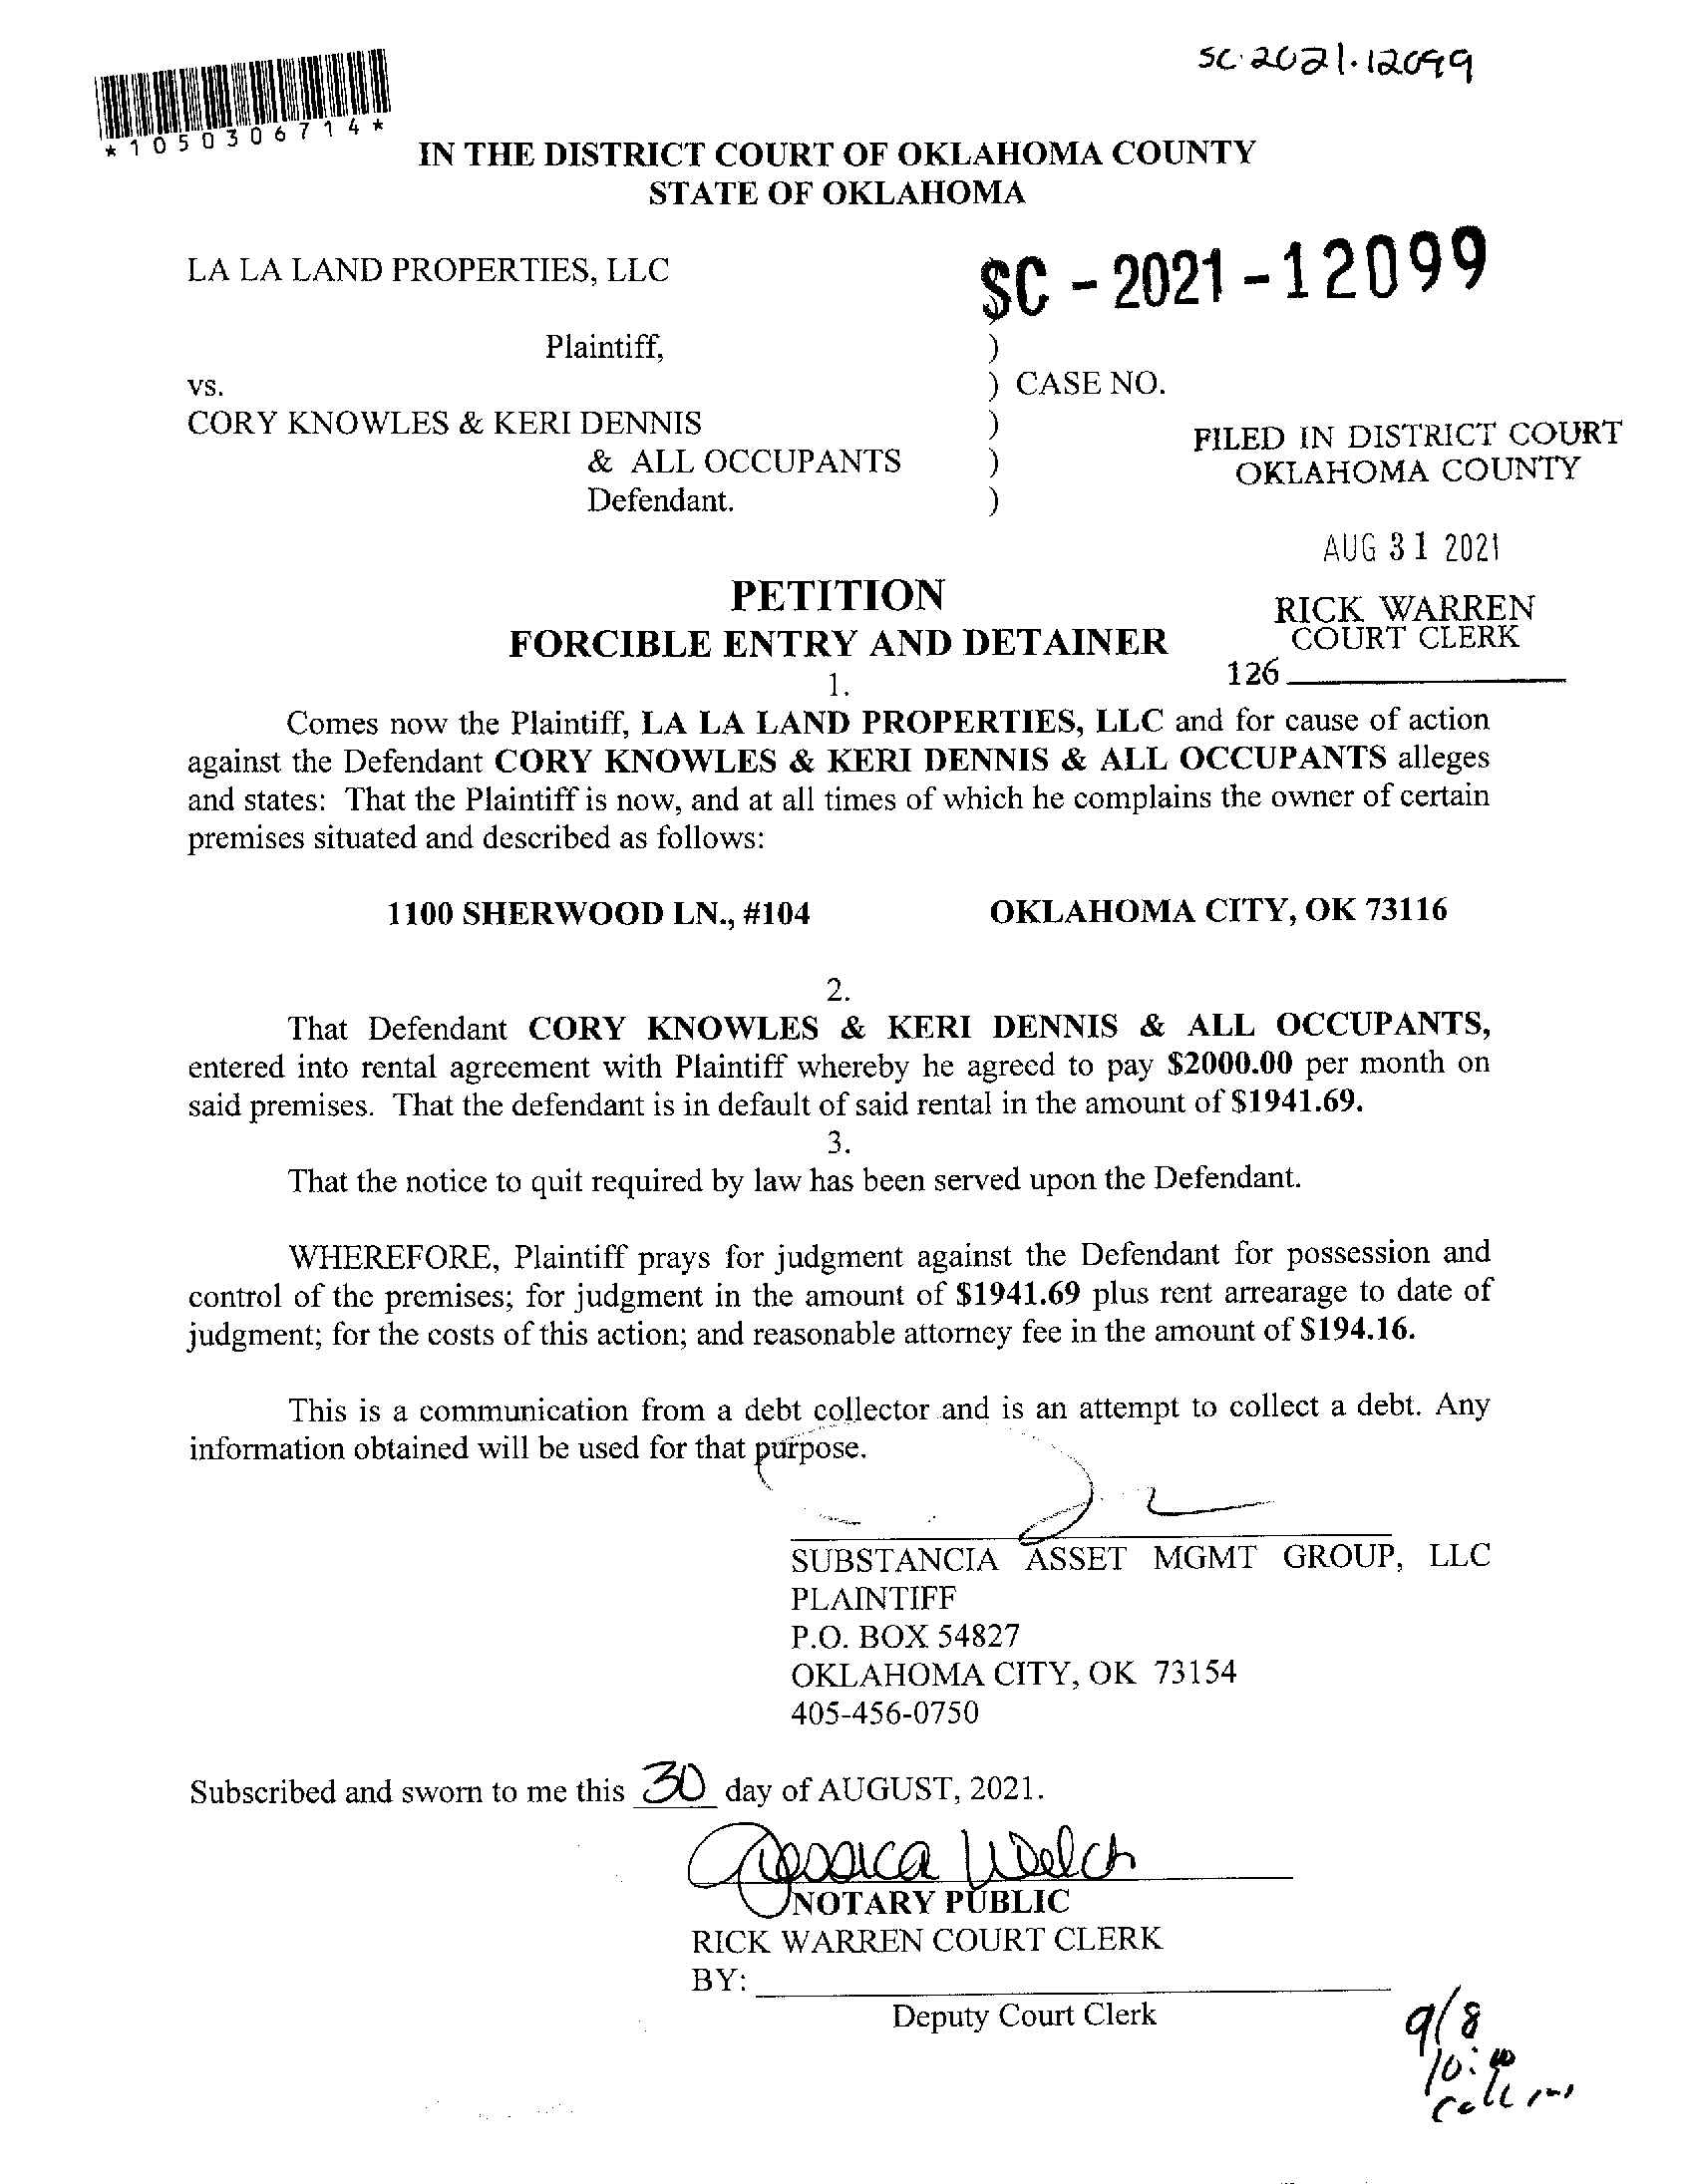 SC·2021·12099
*1050306714*
IN THE DISTRICT COURT OF OKLAHOMA COUNTY
STATE OF OKLAHOMA
LA LA LAND PROPERTIES, LLC
SC - 2021 - 12099
Plaintiff, )
vs. ) CASE NO.
CORY KNOWLES & KERI DENNIS )
& ALL OCCUPANTS )
Defendant. )
FILED IN DISTRICT COURT
OKLAHOMA COUNTY
AUG 31 2021
RICK WARREN
COURT CLERK
126
PETITION
FORCIBLE ENTRY AND DETAINER
1.
Comes now the Plaintiff, LA LA LAND PROPERTIES, LLC and for cause of action
against the Defendant CORY KNOWLES & KERI DENNIS & ALL OCCUPANTS alleges
and states: That the Plaintiff is now, and at all times of which he complains the owner of certain
premises situated and described as follows:
1100 SHERWOOD LN., #104 OKLAHOMA CITY, OK 73116
2.
That Defendant CORY KNOWLES & KERI DENNIS & ALL OCCUPANTS,
entered into rental agreement with Plaintiff whereby he agreed to pay $2000.00 per month on
said premises. That the defendant is in default of said rental in the amount of $1941.69.
3.
That the notice to quit required by law has been served upon the Defendant.
WHEREFORE, Plaintiff prays for judgment against the Defendant for possession and
control of the premises; for judgment in the amount of $1941.69 plus rent arrearage to date of
judgment; for the costs of this action; and reasonable attorney fee in the amount of $194.16.
This is a communication from a debt collector and is an attempt to collect a debt. Any
information obtained will be used for that purpose.
SUBSTANCIA ASSET MGMT GROUP, LLC
PLAINTIFF
P.O. BOX 54827
OKLAHOMA CITY, OK 73154
405-456-0750
Subscribed and sworn to me this 30 day of AUGUST, 2021.
Jessica Welch
NOTARY PUBLIC
RICK WARREN COURT CLERK
BY:
Deputy Court Clerk
9/8
10:00